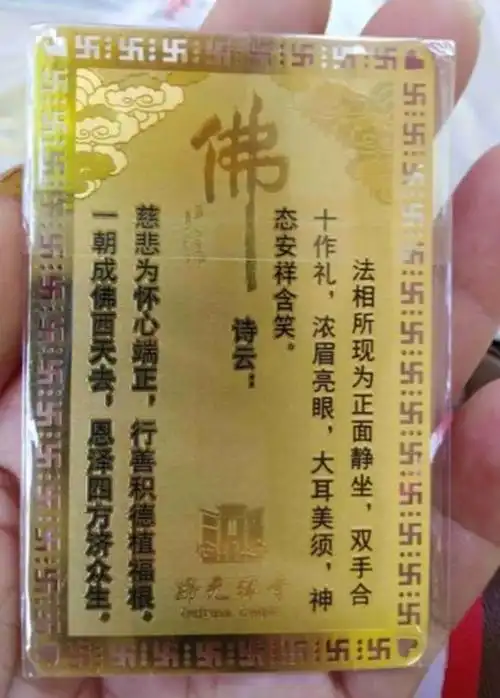 佛
法相所现为正面静坐，双手合
十作礼，浓眉亮眼，大耳美须，神
态安祥含笑。
诗云：
慈悲为怀心端正，行善积德植福根。
一朝成佛西天去，恩泽四方济众生。